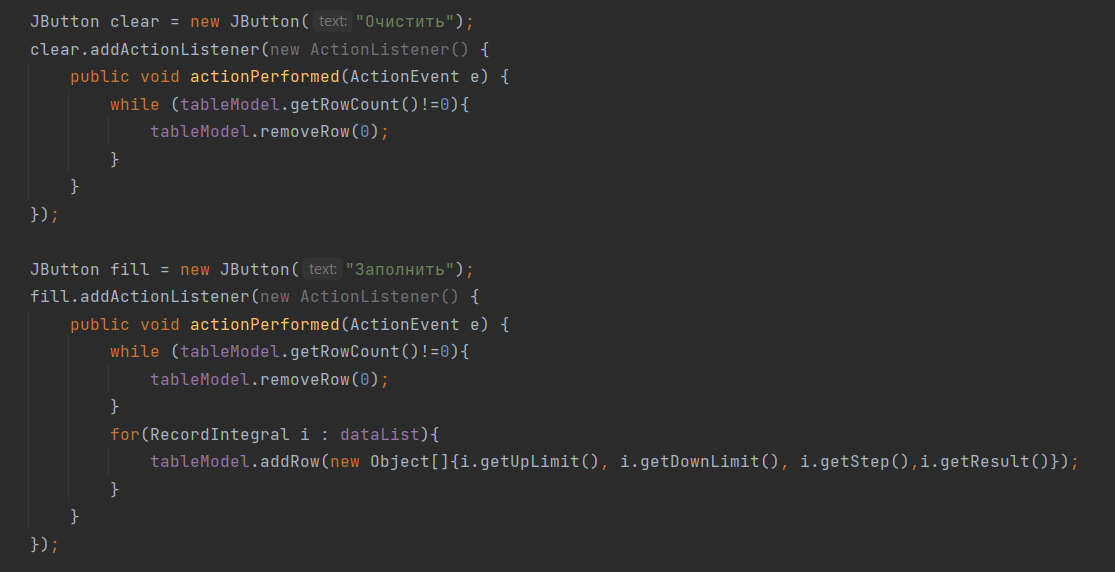 JButton clear = new JButton( text: "Очистить");
clear.addActionListener(new ActionListener() {
    public void actionPerformed(ActionEvent e) {
        while (tableModel.getRowCount()!=0){
            tableModel.removeRow(0);
        }
    }
});

JButton fill = new JButton( text: "Заполнить");
fill.addActionListener(new ActionListener() {
    public void actionPerformed(ActionEvent e) {
        while (tableModel.getRowCount()!=0){
            tableModel.removeRow(0);
        }
        for(RecordIntegral i : dataList){
            tableModel.addRow(new Object[]{i.getUpLimit(), i.getDownLimit(), i.getStep(),i.getResult()});
        }
    }
});